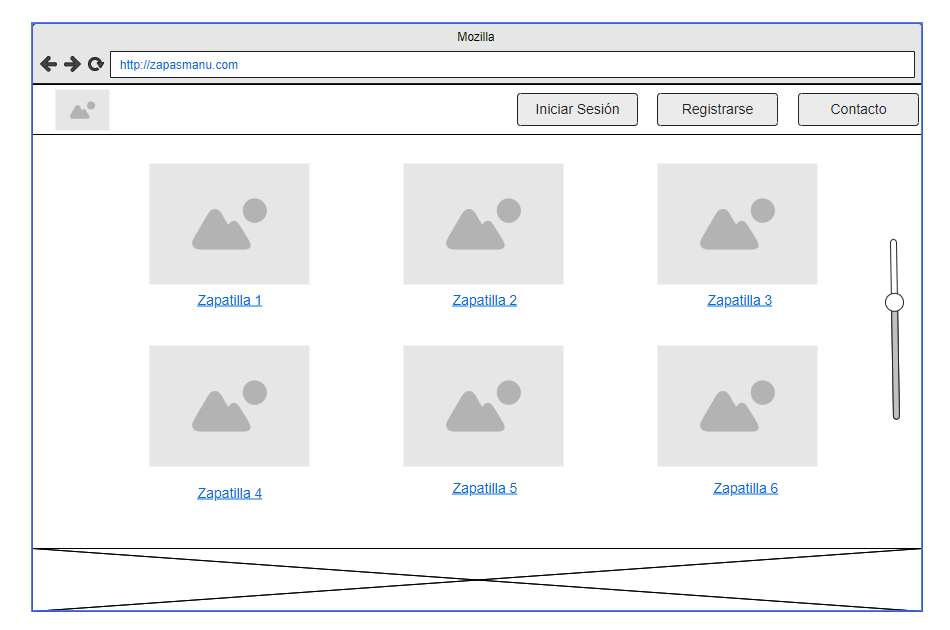 Mozilla
http://zapasmanu.com
Iniciar Sesión
Registrarse
Contacto
Zapatilla 1
Zapatilla 2
Zapatilla 3
Zapatilla 4
Zapatilla 5
Zapatilla 6